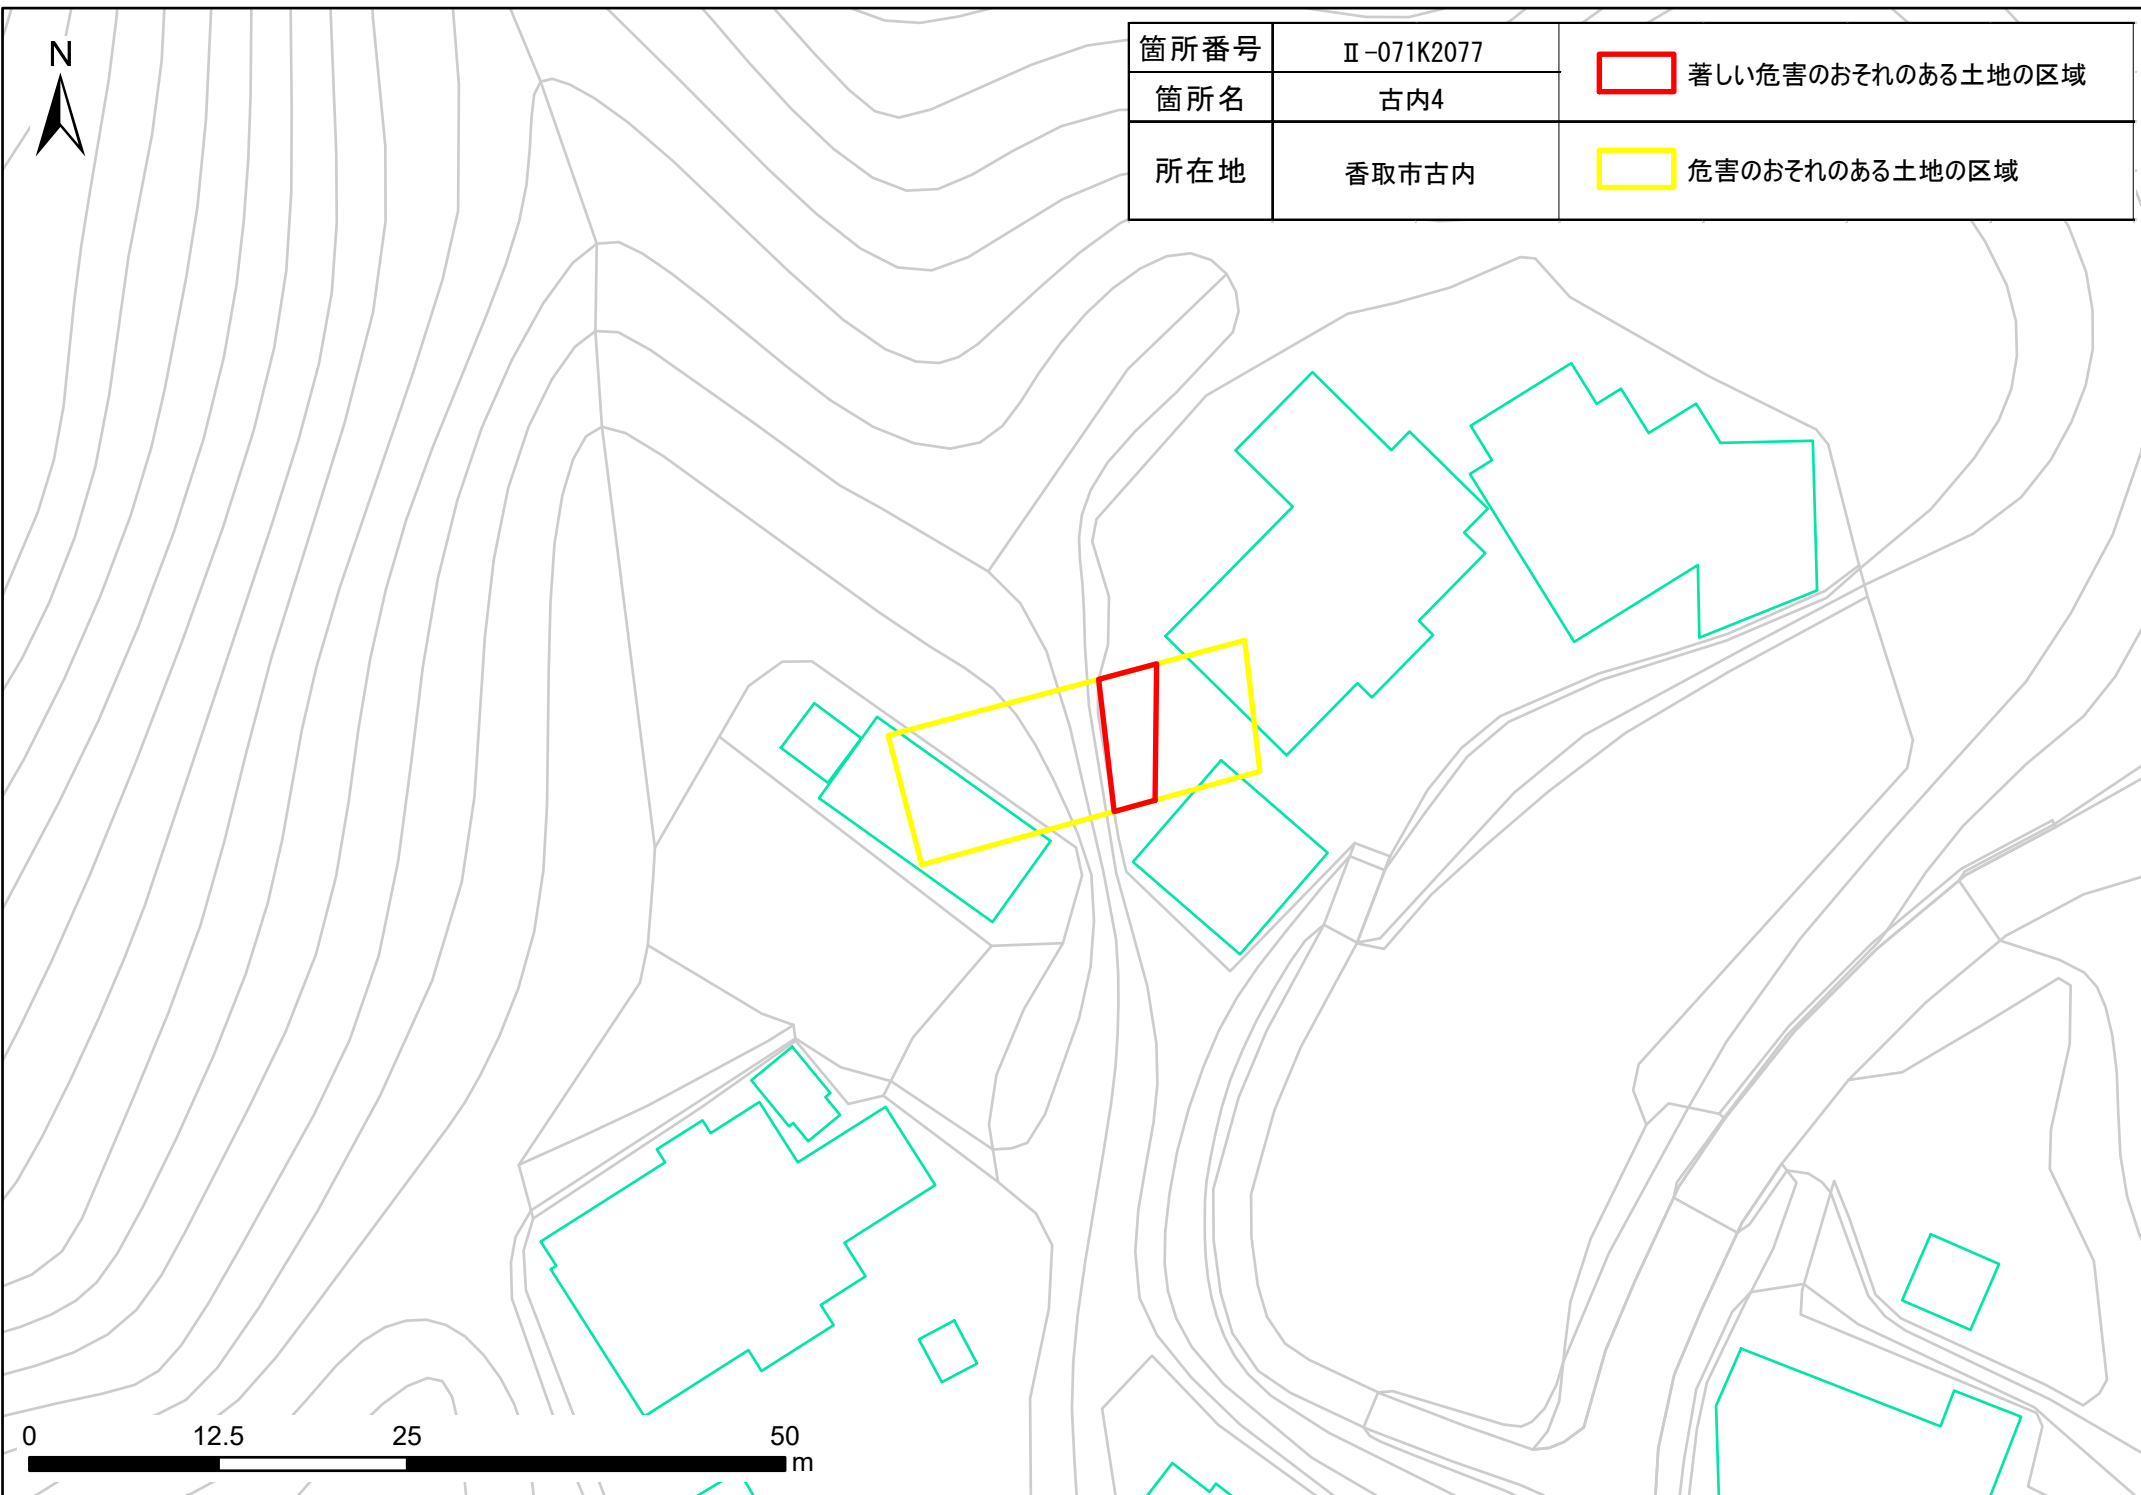 N
箇所番号 Ⅱ-071K2077
箇所名 古内4
所在地 香取市古内
著しい危害のおそれのある土地の区域
危害のおそれのある土地の区域
0 12.5 25 50 m